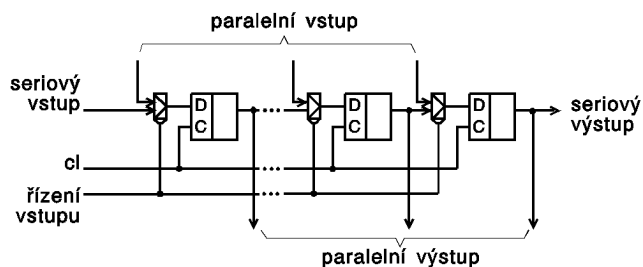 paralelní vstup
seriový
vstup
D
C
D
C
D
C
seriový
výstup
cl
řízení
vstupu
paralelní výstup